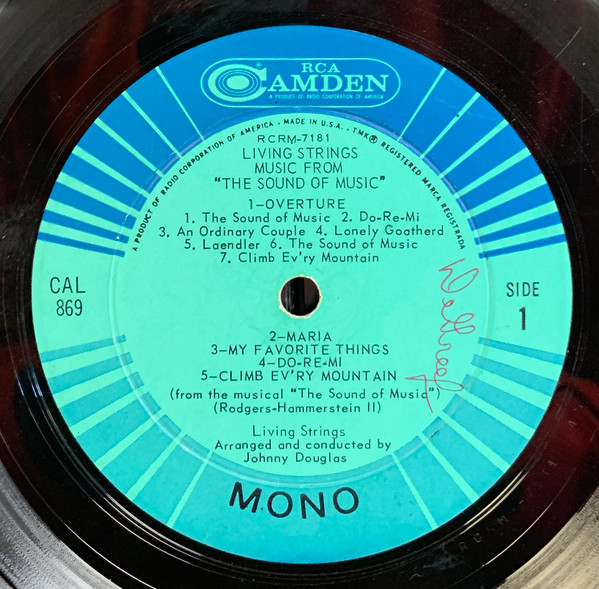 RCA
CAMDEN
A PRODUCT OF RADIO CORPORATION OF AMERICA
A PRODUCT OF RADIO CORPORATION OF AMERICA - MADE IN U.S.A. - TMK® REGISTERED MARCA REGISTRADA
RCRM-7181
LIVING STRINGS
MUSIC FROM
"THE SOUND OF MUSIC"
1-OVERTURE
1. The Sound of Music 2. Do-Re-Mi
3. An Ordinary Couple 4. Lonely Goatherd
5. Laendler 6. The Sound of Music
7. Climb Ev'ry Mountain
CAL
869
SIDE
1
2-MARIA
3-MY FAVORITE THINGS
4-DO-RE-MI
5-CLIMB EV'RY MOUNTAIN
(from the musical "The Sound of Music")
(Rodgers-Hammerstein II)
Living Strings
Arranged and conducted by
Johnny Douglas
MONO